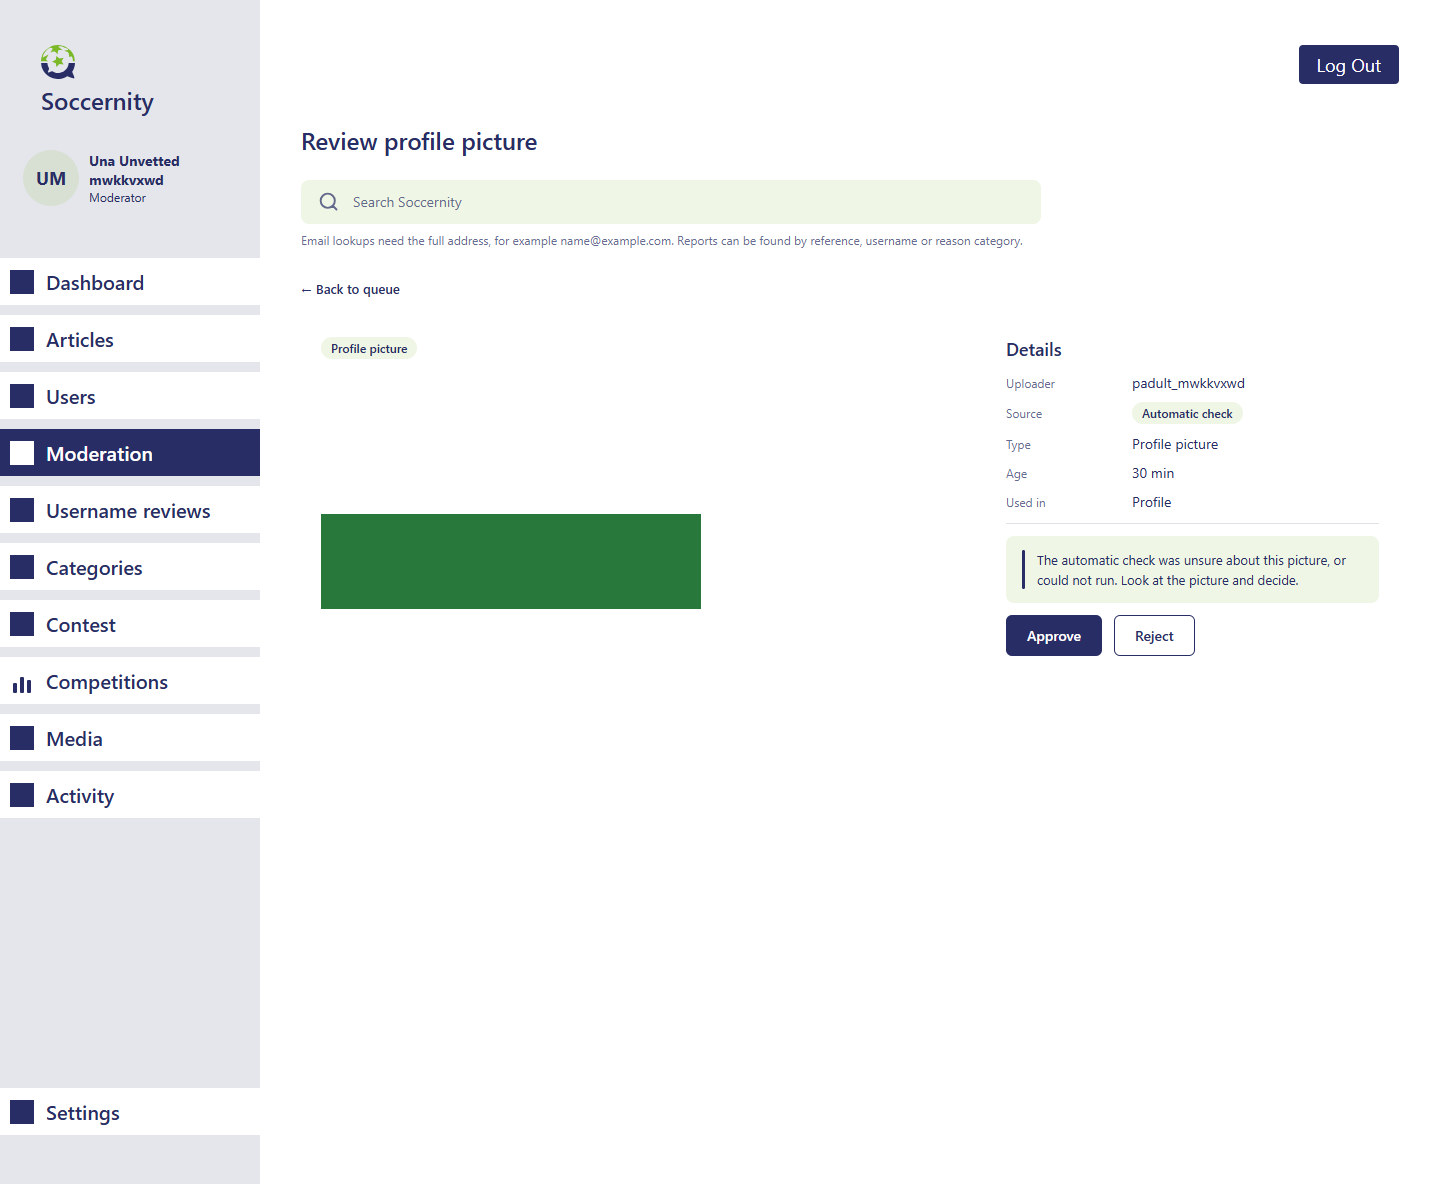 Soccernity
Una Unvetted
mwkkvxwd
Moderator
UM
Dashboard
Articles
Users
Moderation
Username reviews
Categories
Contest
Competitions
Media
Activity
Settings
Log Out
Review profile picture
Search Soccernity
Email lookups need the full address, for example name@example.com. Reports can be found by reference, username or reason category.
← Back to queue
Profile picture
Details
Uploader padult_mwkkvxwd
Source Automatic check
Type Profile picture
Age 30 min
Used in Profile
The automatic check was unsure about this picture, or
could not run. Look at the picture and decide.
Approve Reject